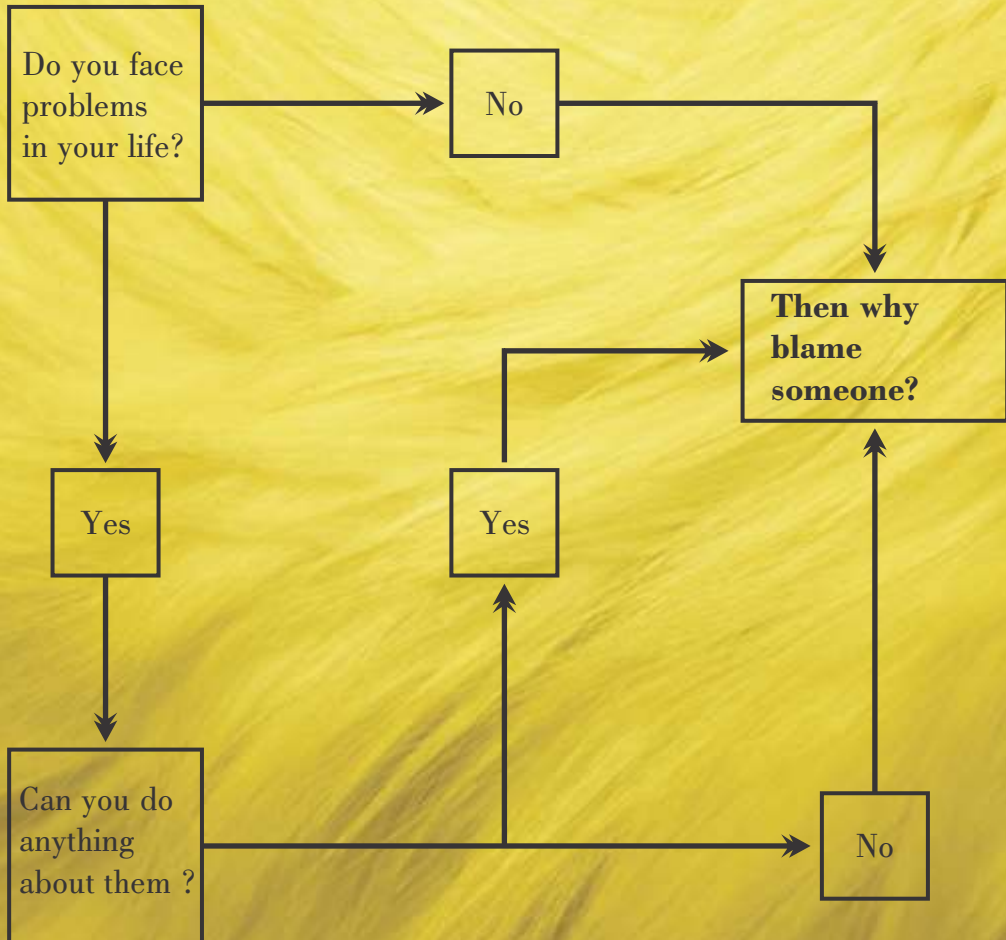 Do you face
problems
in your life?
No
Then why
blame
someone?
Yes
Yes
Can you do
anything
about them ?
No